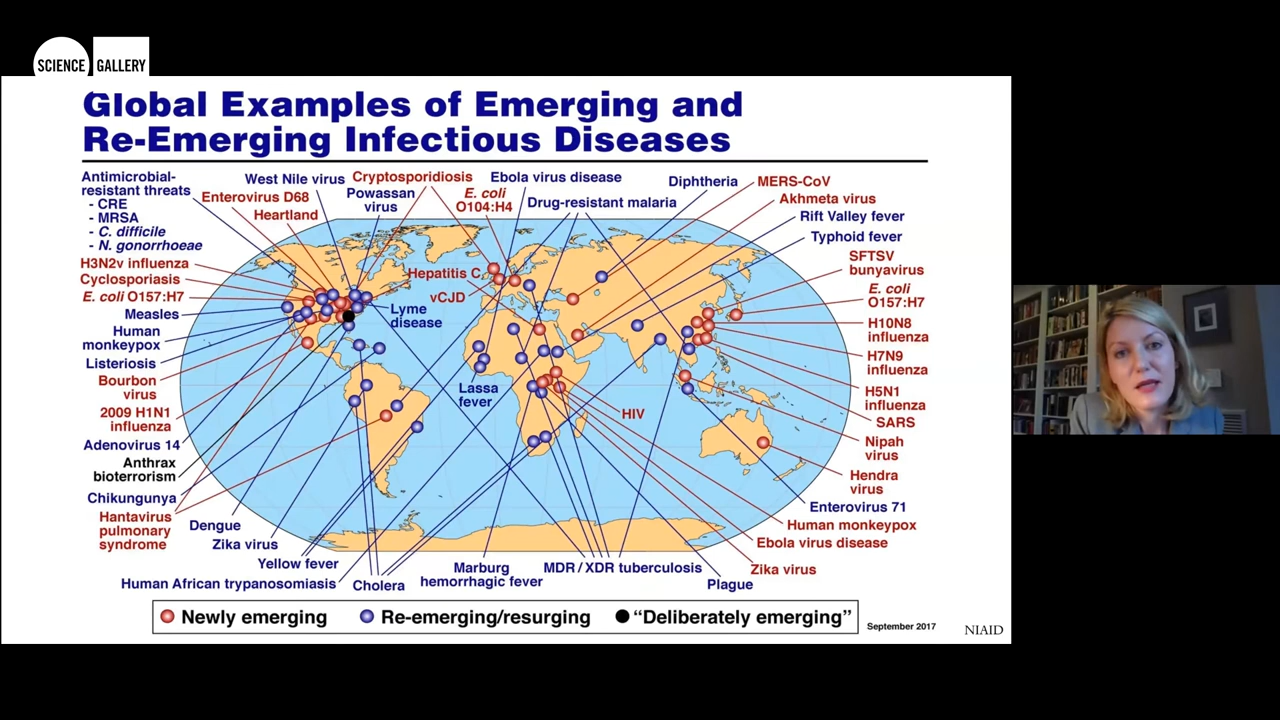 SCIENCE GALLERY
Global Examples of Emerging and
Re-Emerging Infectious Diseases
Antimicrobial-
resistant threats
- CRE
- MRSA
- C. difficile
- N. gonorrhoeae
Enterovirus D68
West Nile virus
Heartland
Cryptosporidiosis
Powassan
virus
E. coli
O104:H4
Ebola virus disease
Drug-resistant malaria
Diphtheria
MERS-CoV
Akhmeta virus
Rift Valley fever
Typhoid fever
SFTSV
bunyavirus
E. coli
O157:H7
H10N8
influenza
H7N9
influenza
H5N1
influenza
SARS
Nipah
virus
Hendra
virus
Enterovirus 71
Human monkeypox
Ebola virus disease
Zika virus
Plague
H3N2v influenza
Cyclosporiasis
E. coli O157:H7
Measles
Human
monkeypox
Listeriosis
Bourbon
virus
2009 H1N1
influenza
Adenovirus 14
Anthrax
bioterrorism
Chikungunya
Hantavirus
pulmonary
syndrome
Dengue
Zika virus
Yellow fever
Human African trypanosomiasis
Cholera
Marburg
hemorrhagic fever
MDR / XDR tuberculosis
Hepatitis C
vCJD
Lyme
disease
Lassa
fever
HIV
Newly emerging
Re-emerging/resurging
“Deliberately emerging”
September 2017
NIAID